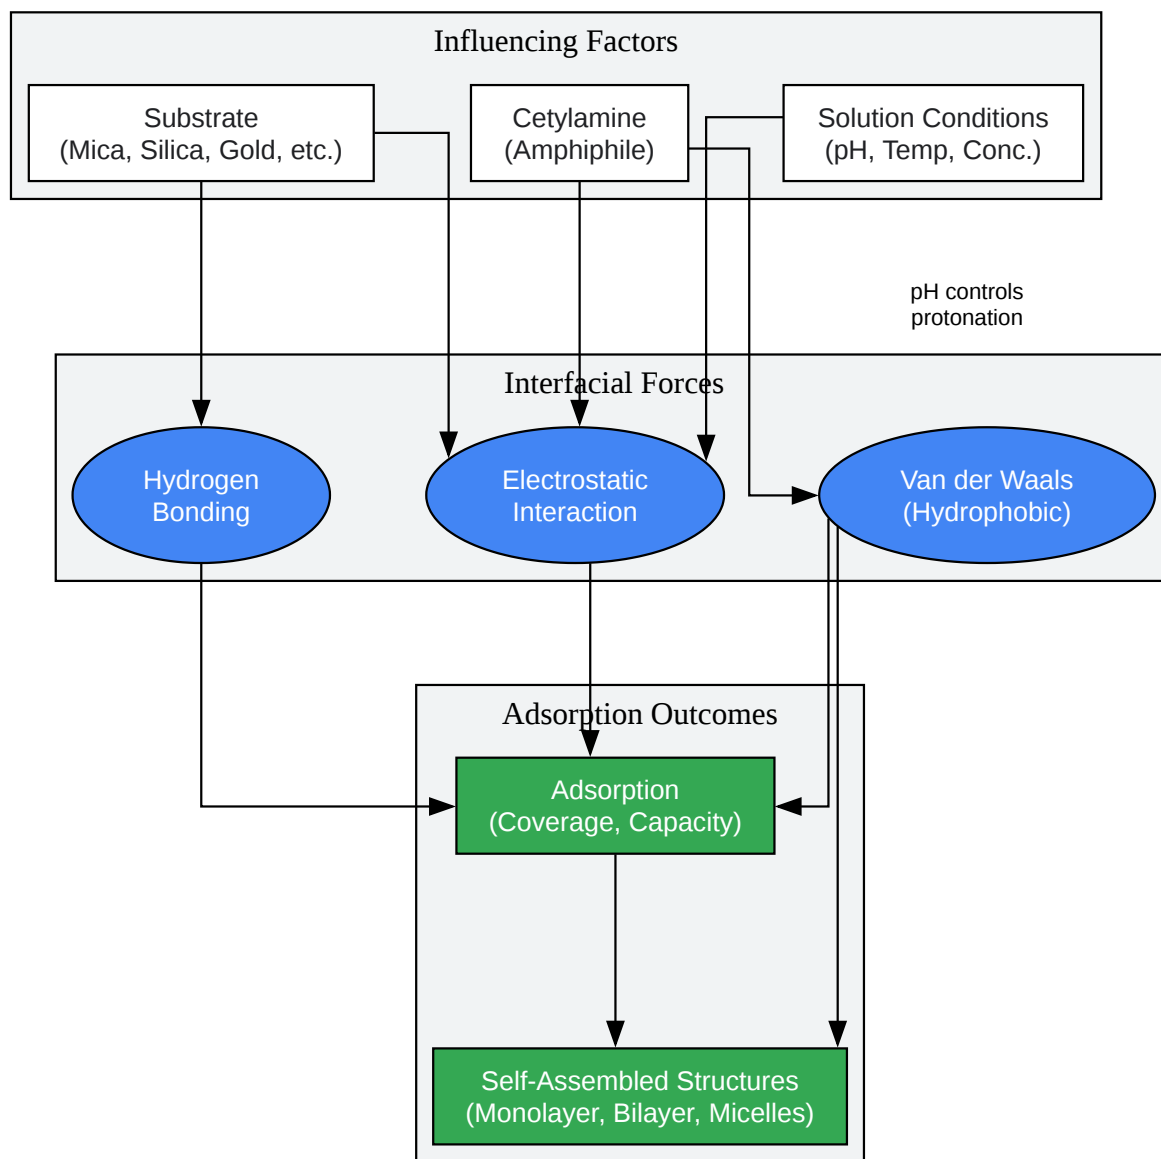 Influencing Factors
Substrate
(Mica, Silica, Gold, etc.)
Cetylamine
(Amphiphile)
Solution Conditions
(pH, Temp, Conc.)
pH controls
protonation
Interfacial Forces
Hydrogen
Bonding
Electrostatic
Interaction
Van der Waals
(Hydrophobic)
Adsorption Outcomes
Adsorption
(Coverage, Capacity)
Self-Assembled Structures
(Monolayer, Bilayer, Micelles)